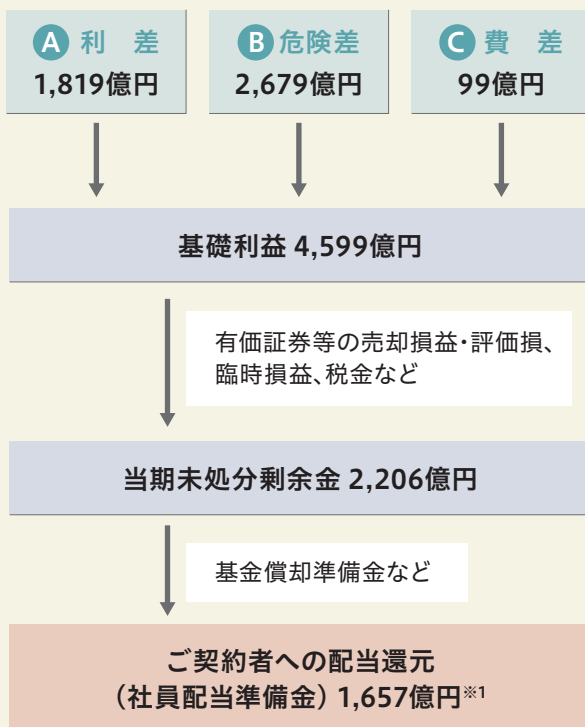 A 利 差
1,819億円
B 危険差
2,679億円
C 費 差
99億円
基礎利益 4,599億円
有価証券等の売却損益・評価損、
臨時損益、税金など
当期未処分剰余金 2,206億円
基金償却準備金など
ご契約者への配当還元
（社員配当準備金）1,657億円※1